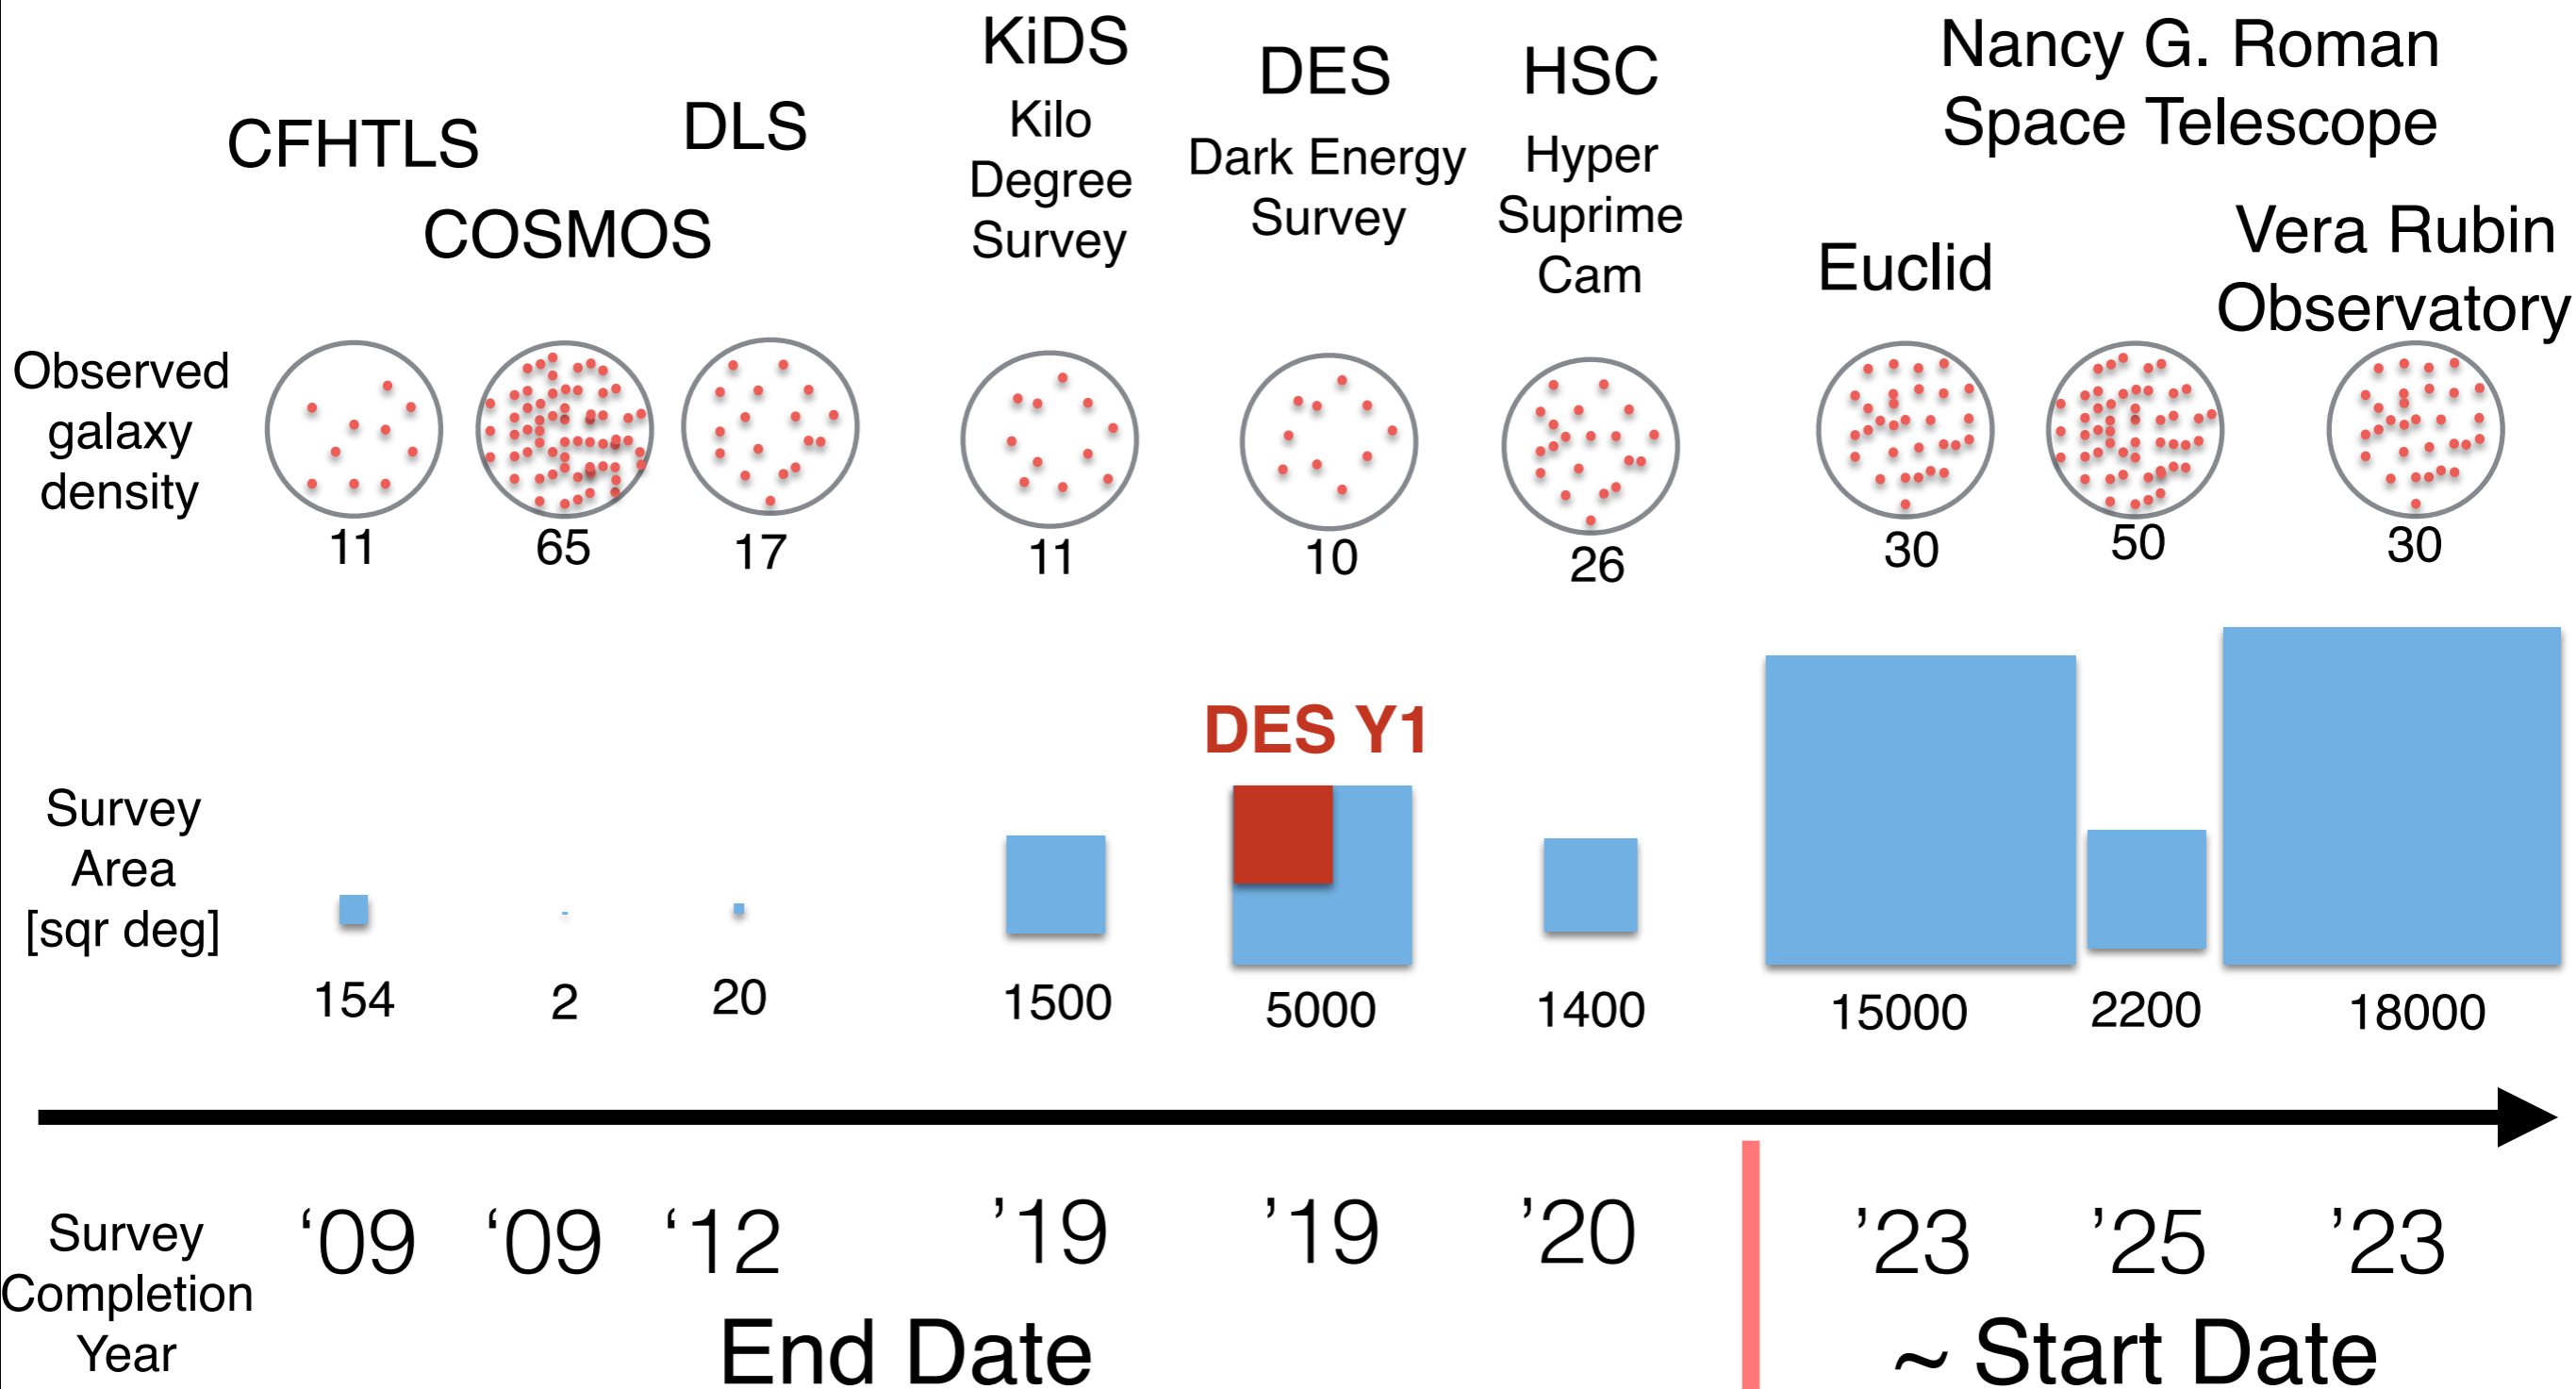 CFHTLS
COSMOS
DLS
KiDS
Kilo
Degree
Survey
DES
Dark Energy
Survey
HSC
Hyper
Suprime
Cam
Euclid
Nancy G. Roman
Space Telescope
Vera Rubin
Observatory
Observed
galaxy
density
11
65
17
11
10
26
30
50
30
DES Y1
Survey
Area
[sqr deg]
154
2
20
1500
5000
1400
15000
2200
18000
Survey
Completion
Year
‘09
‘09
‘12
’19
’19
’20
’23
’25
’23
End Date
~ Start Date